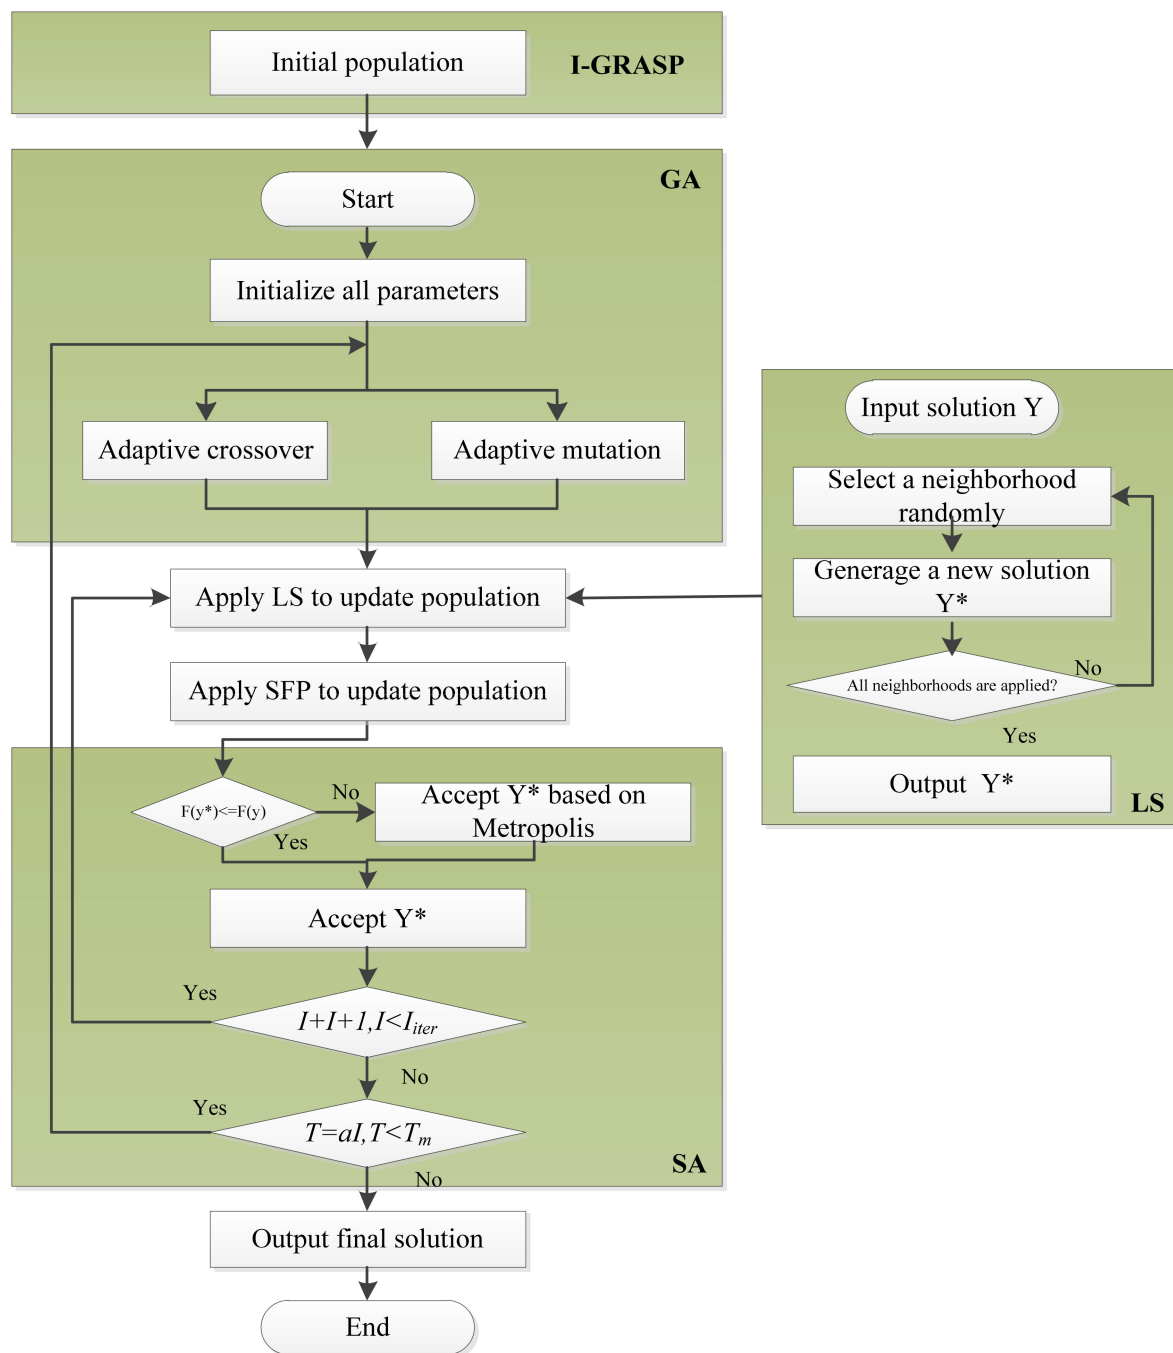 Initial population
I-GRASP
GA
Start
Initialize all parameters
Adaptive crossover
Adaptive mutation
Input solution Y
Select a neighborhood
randomly
Generage a new solution
Y*
All neighborhoods are applied?
No
Yes
Output Y*
LS
Apply LS to update population
Apply SFP to update population
F(y*)<=F(y)
No
Yes
Accept Y* based on
Metropolis
Accept Y*
Yes
I+I+1,I<Iiter
No
Yes
T=aI,T<Tm
SA
No
Output final solution
End